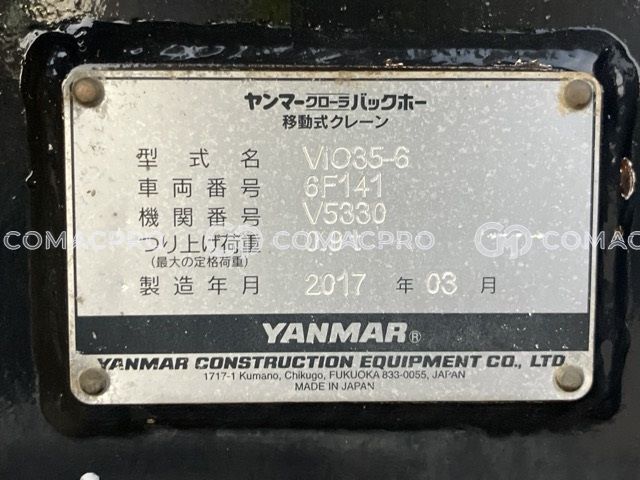 ヤンマークローラバックホー
移動式クレーン
型式名 ViO35-6
車両番号 6F141
機関番号 V5330
COMACPRO COMACPRO
つり上げ荷重 0.9t
(最大の定格荷重)
製造年月 2017 年 03 月
YANMAR®
YANMAR CONSTRUCTION EQUIPMENT CO., LTD
1717-1 Kumano, Chikugo, FUKUOKA 833-0055, JAPAN
MADE IN JAPAN